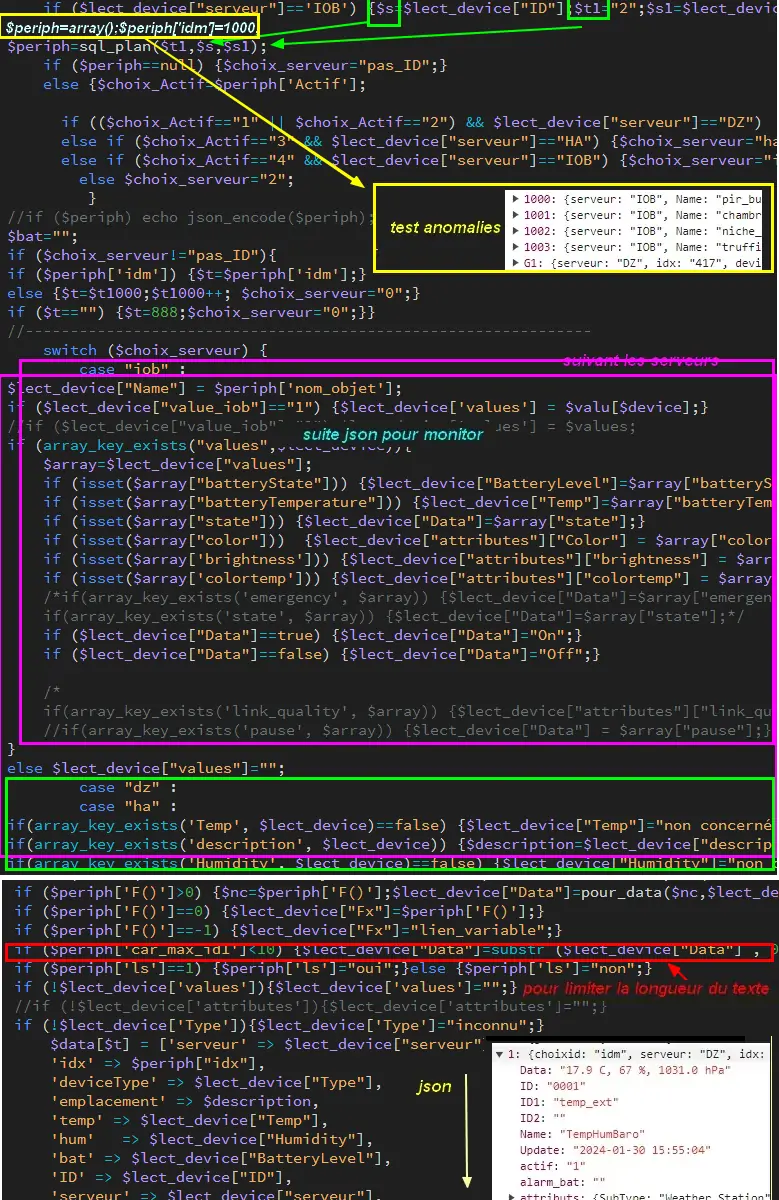 if ($lect_device["serveur"]=='IOB') {$s=$lect_device["ID"];$t1="2";$s1=$lect_device
$periph=array();$periph['idm']=1000;
$periph=sql_plan($t1,$s,$s1);
if ($periph==null) {$choix_serveur="pas_ID";}
else {$choix_Actif=$periph['Actif'];
if (($choix_Actif=="1" || $choix_Actif=="2") && $lect_device["serveur"]=="DZ")
else if ($choix_Actif=="3" && $lect_device["serveur"]=="HA") {$choix_serveur="ha
else if ($choix_Actif=="4" && $lect_device["serveur"]=="IOB") {$choix_serveur="i
else $choix_serveur="2";
}
//if ($periph) echo json_encode($periph);
$bat="";
if ($choix_serveur!="pas_ID"){
if ($periph['idm']) {$t=$periph['idm'];}
else {$t=$t1000;$t1000++; $choix_serveur="0";}
if ($t=="") {$t=888;$choix_serveur="0";}}
test anomalies
1000: {serveur: "IOB", Name: "pir_bu
1001: {serveur: "IOB", Name: "chambr
1002: {serveur: "IOB", Name: "niche_
1003: {serveur: "IOB", Name: "truffi
G1: {serveur: "DZ", idx: "417", devi
//---------------------------------------------------------------
switch ($choix_serveur) {
suivant les serveurs
case "iob" :
$lect_device["Name"] = $periph['nom_objet'];
if ($lect_device["value_iob"]=="1") {$lect_device['values'] = $valu[$device];}
//if ($lect_device["value_iob"]
'] = $values;
suite json pour monitor
if (array_key_exists("values",$lect_device)){
$array=$lect_device["values"];
if (isset($array["batteryState"])) {$lect_device["BatteryLevel"]=$array["batteryS
if (isset($array["batteryTemperature"])) {$lect_device["Temp"]=$array["batteryTem
if (isset($array["state"])) {$lect_device["Data"]=$array["state"];}
if (isset($array["color"]))  {$lect_device["attributes"]["Color"] = $array["color
if (isset($array['brightness'])) {$lect_device["attributes"]["brightness"] = $arr
if (isset($array['colortemp'])) {$lect_device["attributes"]["colortemp"] = $array
/*if(array_key_exists('emergency', $array)) {$lect_device["Data"]=$array["emergen
if(array_key_exists('state', $array)) {$lect_device["Data"]=$array["state"];*/
if ($lect_device["Data"]==true) {$lect_device["Data"]="On";}
if ($lect_device["Data"]==false) {$lect_device["Data"]="Off";}
/*
if(array_key_exists('link_quality', $array)) {$lect_device["attributes"]["link_qu
//if(array_key_exists('pause', $array)) {$lect_device["Data"] = $array["pause"];}
}
else $lect_device["values"]="";
case "dz" :
case "ha" :
if(array_key_exists('Temp', $lect_device)==false) {$lect_device["Temp"]="non concerné
if(array_key_exists('description', $lect_device)) {$description=$lect_device["descrip
if(array_key_exists('Humidity', $lect_device)==false) {$lect_device["Humidity"]="non
if ($periph['F()']>0) {$nc=$periph['F()'];$lect_device["Data"]=pour_data($nc,$lect_de
if ($periph['F()']==0) {$lect_device["Fx"]=$periph['F()'];}
if ($periph['F()']==-1) {$lect_device["Fx"]="lien_variable";}
if ($periph['car_max_id1']<10) {$lect_device["Data"]=substr ($lect_device["Data"] , 0
if ($periph['ls']==1) {$periph['ls']="oui";}else {$periph['ls']="non";}
if (!$lect_device['values']){$lect_device['values']="";}
pour limiter la longueur du texte
//if (!$lect_device['attributes']){$lect_device['attributes']="";}
if (!$lect_device['Type']){$lect_device['Type']="inconnu";}
$data[$t] = ['serveur' => $lect_device["serveur"]
'idx' => $periph["idx"],
'deviceType' => $lect_device["Type"],
'emplacement' => $description,
'temp' => $lect_device["Temp"],
'hum'   => $lect_device["Humidity"],
'bat' => $lect_device["BatteryLevel"],
'ID' => $lect_device["ID"],
'serveur' => $lect_device["serveur"],
json
1: {choixid: "idm", serveur: "DZ", idx:
Data: "17.9 C, 67 %, 1031.0 hPa"
ID: "0001"
ID1: "temp_ext"
ID2: ""
Name: "TempHumBaro"
Update: "2024-01-30 15:55:04"
actif: "1"
alarm_bat: ""
attributs: {SubType: "Weather Station"